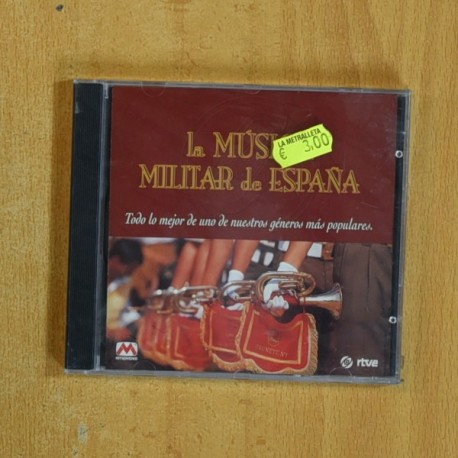 la MÚSI
MILITAR de ESPAÑA
LA METRALLETA
€ 3,00
Todo lo mejor de uno de nuestros géneros más populares.
rtve